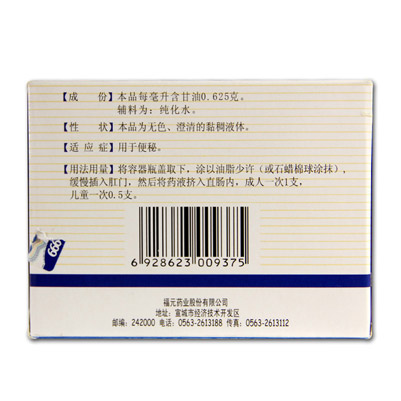 【成　份】本品每毫升含甘油0.625克。
辅料为：纯化水。
【性　状】本品为无色、澄清的黏稠液体。
【适 应 症】用于便秘。
【用法用量】将容器瓶盖取下，涂以油脂少许（或石蜡棉球涂抹），
缓慢插入肛门，然后将药液挤入直肠内，成人一次1支，
儿童一次0.5支。
999
6 928623 009375
福元药业股份有限公司
地址：宣城市经济技术开发区
邮编：242000 电话：0563-2613188 传真：0563-2613112